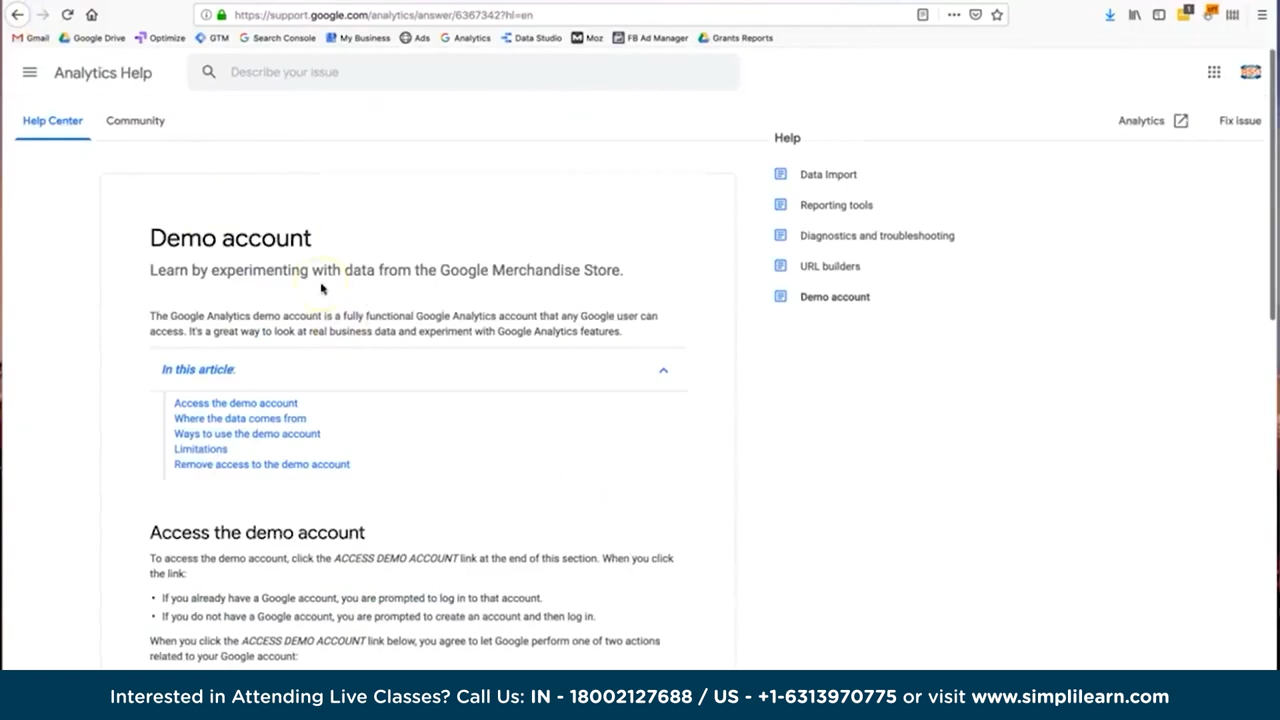 https://support.google.com/analytics/answer/6367342?hl=en
Gmail Google Drive Optimize GTM Search Console My Business Ads Analytics Data Studio Moz FB Ad Manager Grants Reports
Analytics Help Describe your issue
Help Center Community Analytics Fix issue
Help
Data Import
Reporting tools
Diagnostics and troubleshooting
URL builders
Demo account
Demo account
Learn by experimenting with data from the Google Merchandise Store.
The Google Analytics demo account is a fully functional Google Analytics account that any Google user can
access. It's a great way to look at real business data and experiment with Google Analytics features.
In this article:
Access the demo account
Where the data comes from
Ways to use the demo account
Limitations
Remove access to the demo account
Access the demo account
To access the demo account, click the ACCESS DEMO ACCOUNT link at the end of this section. When you click
the link:
• If you already have a Google account, you are prompted to log in to that account.
• If you do not have a Google account, you are prompted to create an account and then log in.
When you click the ACCESS DEMO ACCOUNT link below, you agree to let Google perform one of two actions
related to your Google account:
Interested in Attending Live Classes? Call Us: IN - 18002127688 / US - +1-6313970775 or visit www.simplilearn.com